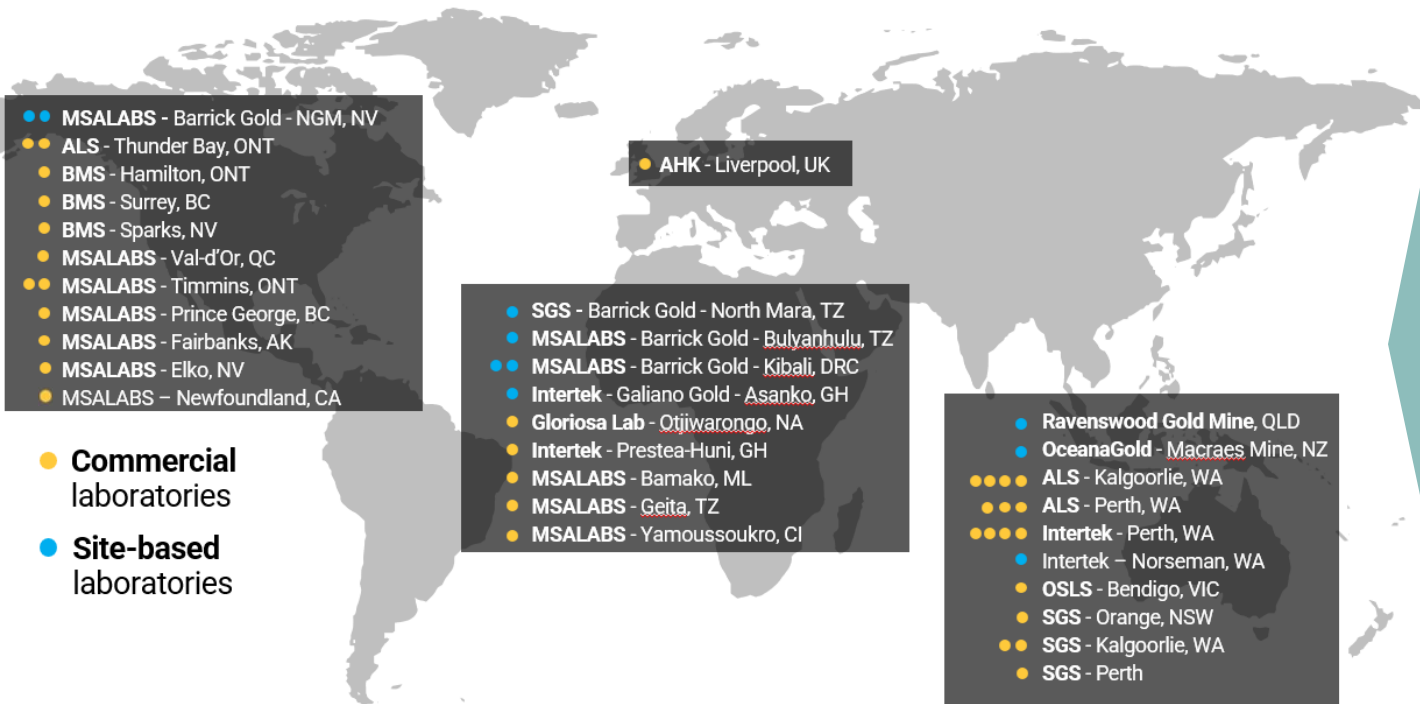 MSALABS - Barrick Gold - NGM, NV
ALS - Thunder Bay, ONT
BMS - Hamilton, ONT
BMS - Surrey, BC
BMS - Sparks, NV
MSALABS - Val-d’Or, QC
MSALABS - Timmins, ONT
MSALABS - Prince George, BC
MSALABS - Fairbanks, AK
MSALABS - Elko, NV
MSALABS – Newfoundland, CA
AHK - Liverpool, UK
SGS - Barrick Gold - North Mara, TZ
MSALABS - Barrick Gold - Bulyanhulu, TZ
MSALABS - Barrick Gold - Kibali, DRC
Intertek - Galiano Gold - Asanko, GH
Gloriosa Lab - Otjiwarongo, NA
Intertek - Prestea-Huni, GH
MSALABS - Bamako, ML
MSALABS - Geita, TZ
MSALABS - Yamoussoukro, CI
Ravenswood Gold Mine, QLD
OceanaGold - Macraes Mine, NZ
ALS - Kalgoorlie, WA
ALS - Perth, WA
Intertek - Perth, WA
Intertek – Norseman, WA
OSLS - Bendigo, VIC
SGS - Orange, NSW
SGS - Kalgoorlie, WA
SGS - Perth
Commercial
laboratories
Site-based
laboratories